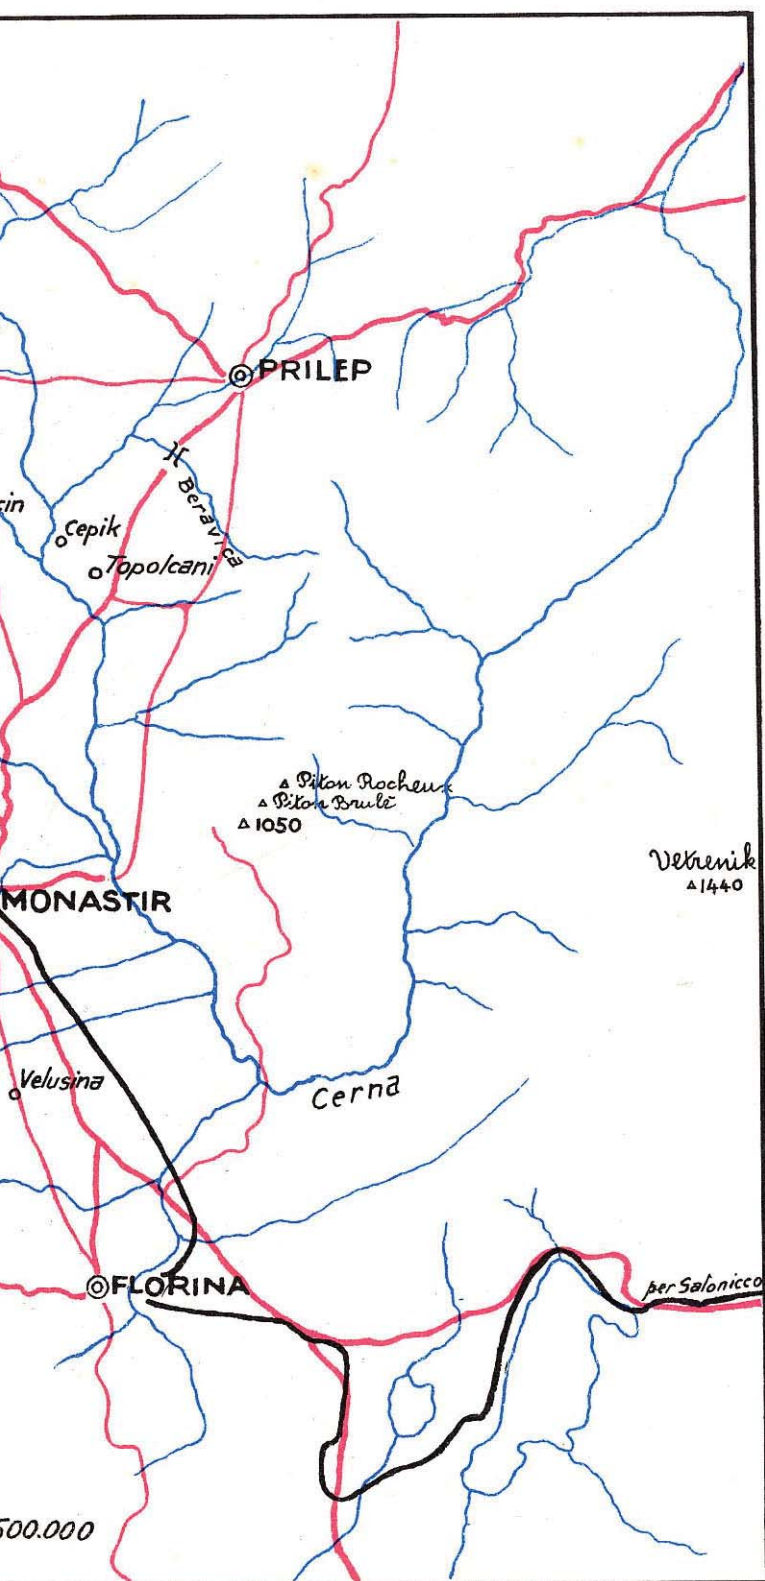 PRILEP
cin
Cepik
Beravica
Topolcani
Piton Rocheux
Piton Brulé
1050
Vetrenik
1440
MONASTIR
Velusina
Cerna
FLORINA
per Salonicco
500.000